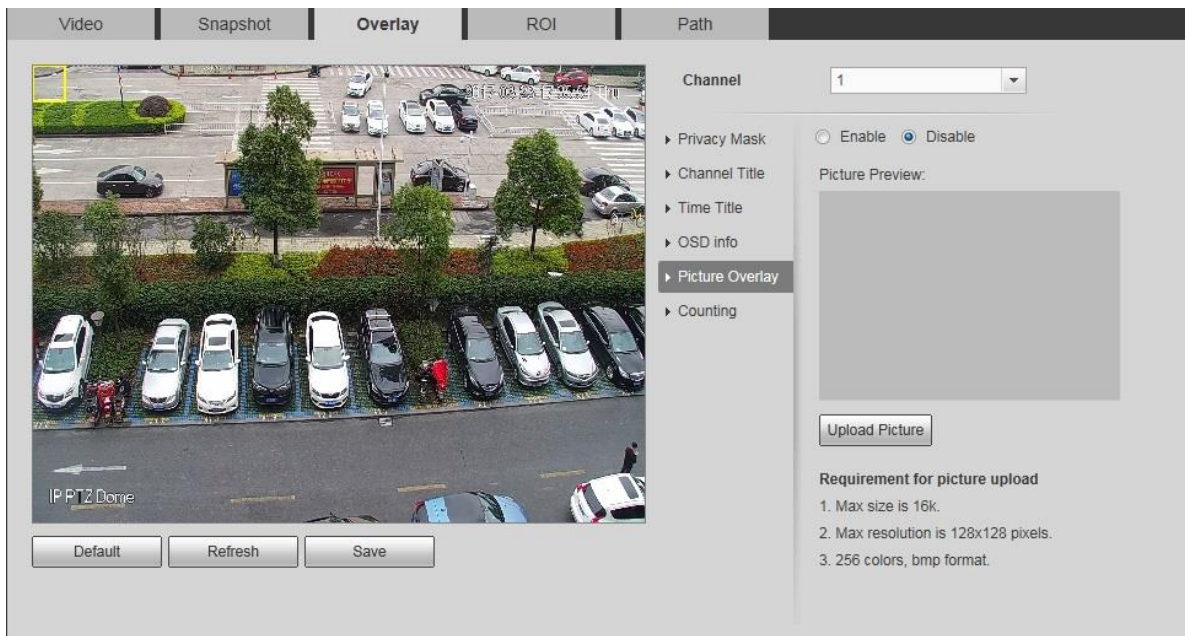 Video
Snapshot
Overlay
ROI
Path
Channel
1
Privacy Mask
Channel Title
Time Title
OSD info
Picture Overlay
Counting
Enable
Disable
Picture Preview:
Upload Picture
Requirement for picture upload
1. Max size is 16k.
2. Max resolution is 128x128 pixels.
3. 256 colors, bmp format.
IP PTZ Dome
Default
Refresh
Save